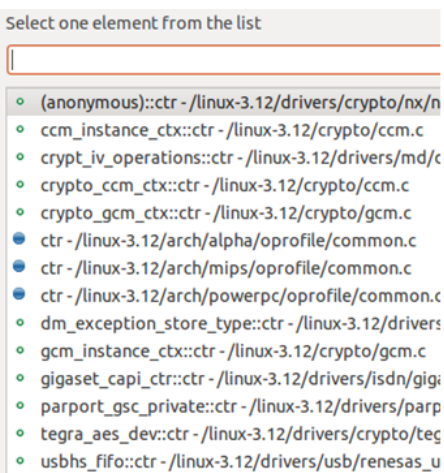 Select one element from the list
(anonymous)::ctr - /linux-3.12/drivers/crypto/nx/n
ccm_instance_ctx::ctr - /linux-3.12/crypto/ccm.c
crypt_iv_operations::ctr - /linux-3.12/drivers/md/c
crypto_ccm_ctx::ctr - /linux-3.12/crypto/ccm.c
crypto_gcm_ctx::ctr - /linux-3.12/crypto/gcm.c
ctr - /linux-3.12/arch/alpha/oprofile/common.c
ctr - /linux-3.12/arch/mips/oprofile/common.c
ctr - /linux-3.12/arch/powerpc/oprofile/common.c
dm_exception_store_type::ctr - /linux-3.12/drivers
gcm_instance_ctx::ctr - /linux-3.12/crypto/gcm.c
gigaset_capi_ctr::ctr - /linux-3.12/drivers/isdn/giga
parport_gsc_private::ctr - /linux-3.12/drivers/parp
tegra_aes_dev::ctr - /linux-3.12/drivers/crypto/teg
usbhs_fifo::ctr - /linux-3.12/drivers/usb/renesas_u